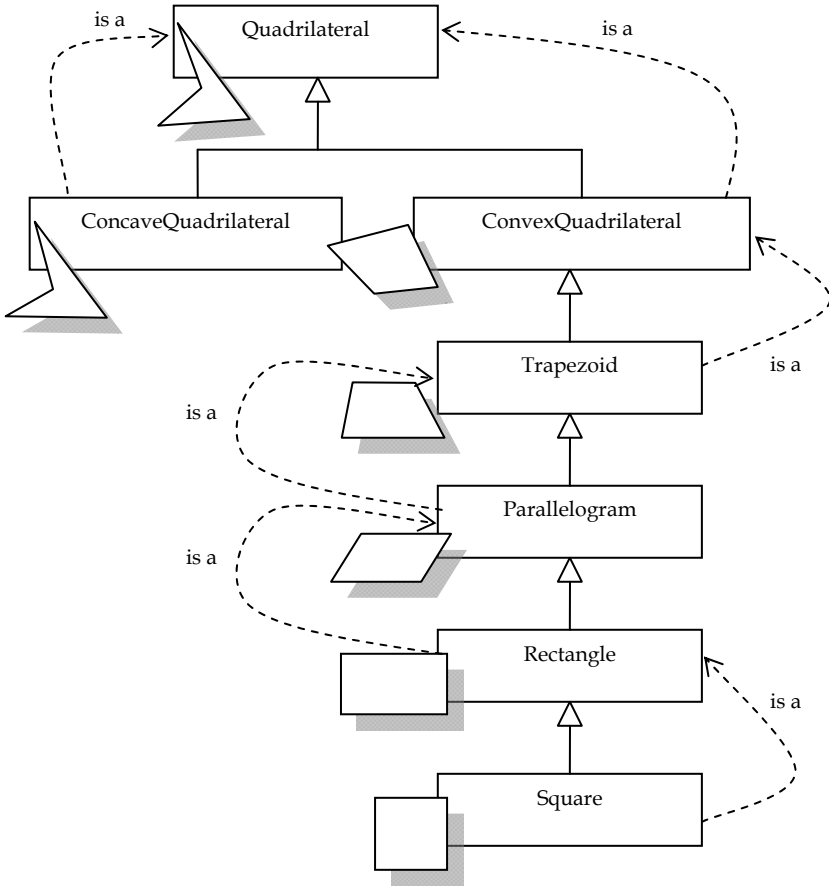 is a
Quadrilateral
is a
ConcaveQuadrilateral
ConvexQuadrilateral
Trapezoid
is a
is a
Parallelogram
is a
Rectangle
is a
Square